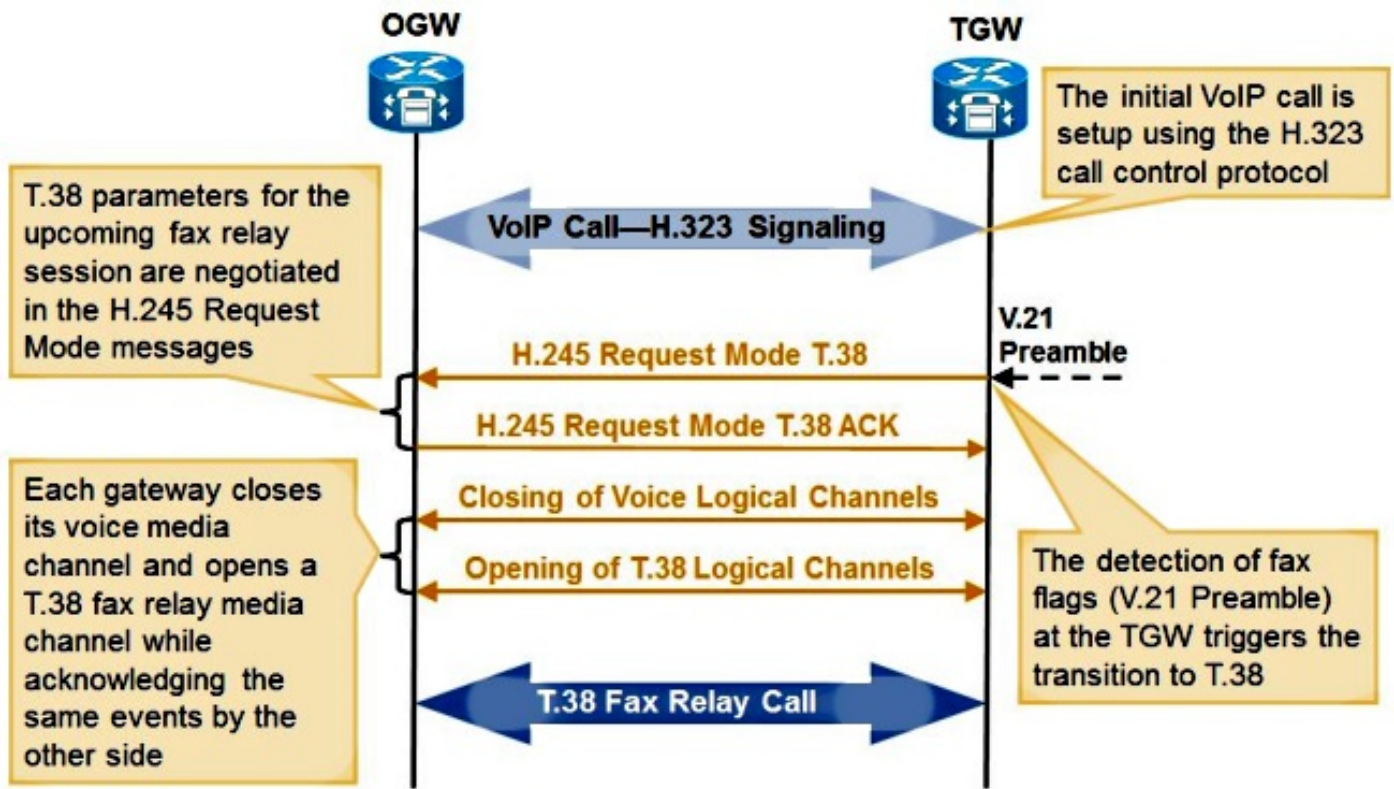 OGW
TGW
The initial VoIP call is
setup using the H.323
call control protocol
T.38 parameters for the
upcoming fax relay
session are negotiated
in the H.245 Request
Mode messages
VoIP Call—H.323 Signaling
V.21
Preamble
H.245 Request Mode T.38
H.245 Request Mode T.38 ACK
Each gateway closes
its voice media
channel and opens a
T.38 fax relay media
channel while
acknowledging the
same events by the
other side
Closing of Voice Logical Channels
Opening of T.38 Logical Channels
The detection of fax
flags (V.21 Preamble)
at the TGW triggers the
transition to T.38
T.38 Fax Relay Call